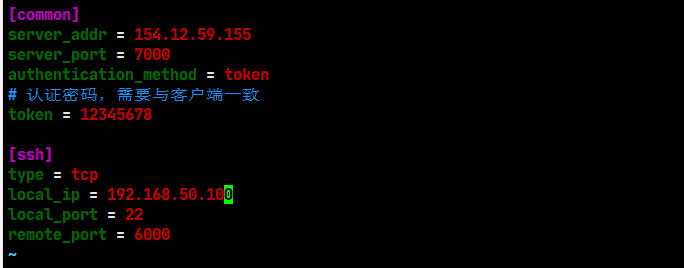 [common]
server_addr = 154.12.59.155
server_port = 7000
authentication_method = token
# 认证密码，需要与客户端一致
token = 12345678
[ssh]
type = tcp
local_ip = 192.168.50.100
local_port = 22
remote_port = 6000
~